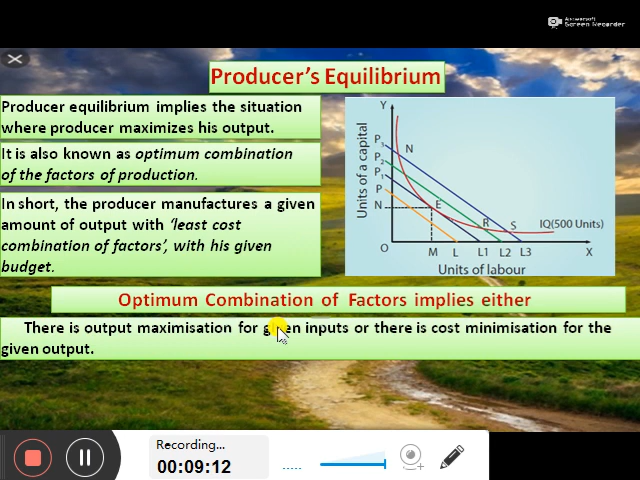 Apowersoft
Screen Recorder
Producer's Equilibrium
Producer equilibrium implies the situation
where producer maximizes his output.
It is also known as optimum combination
of the factors of production.
In short, the producer manufactures a given
amount of output with 'least cost
combination of factors', with his given
budget.
Y
Units of a capital
P3
P2
P1
P
N
O
N
E
R
S
IQ(500 Units)
M
L
L1
L2
L3
X
Units of labour
Optimum Combination of Factors implies either
There is output maximisation for given inputs or there is cost minimisation for the
given output.
Recording...
00:09:12